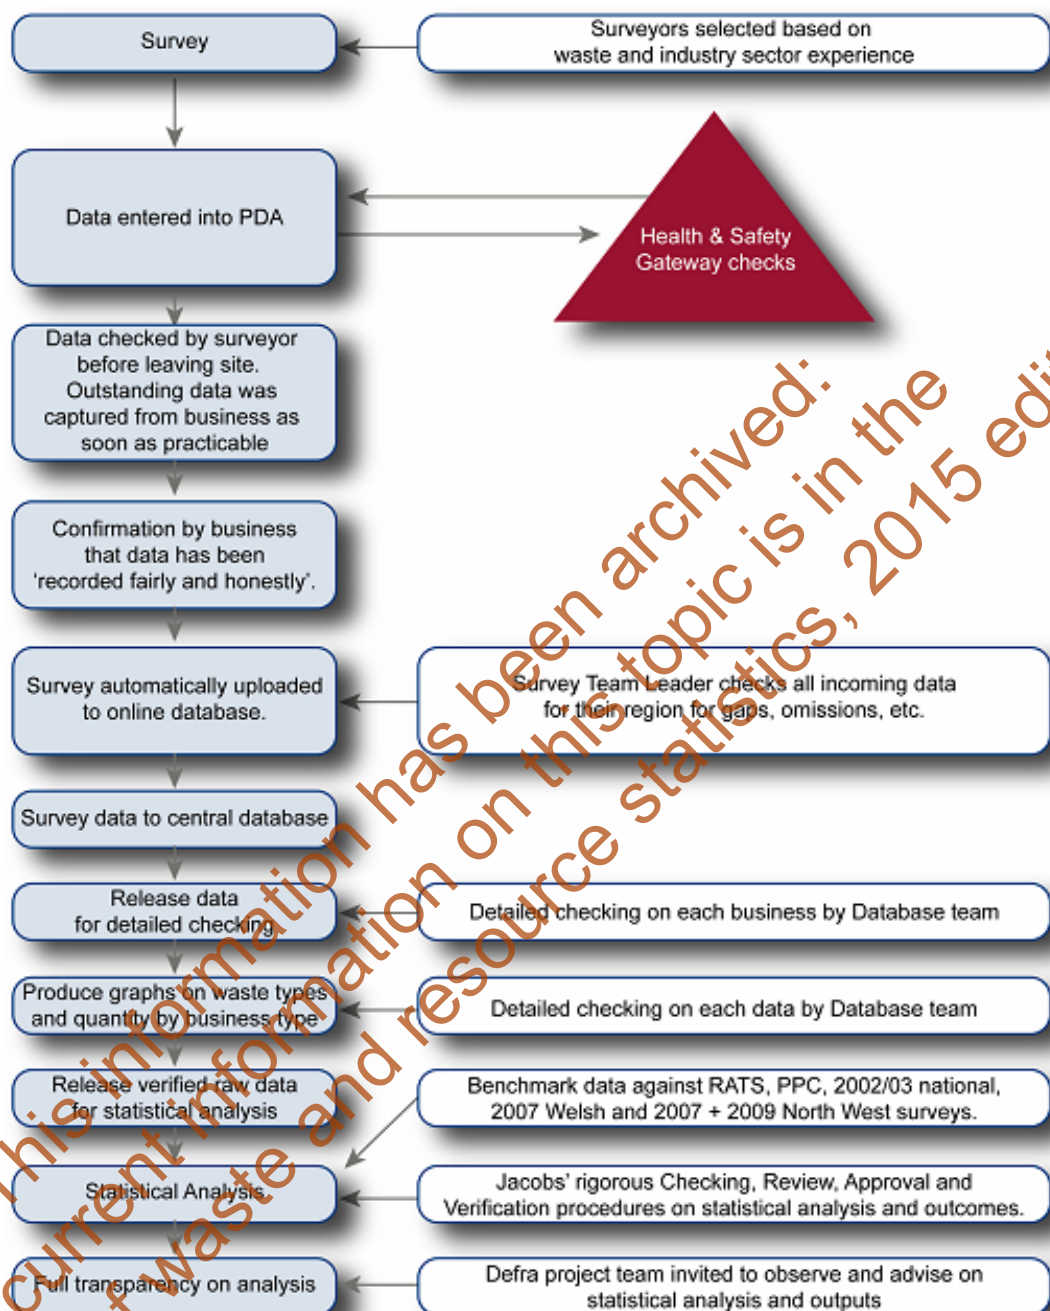 Survey
Surveyors selected based on
waste and industry sector experience
Data entered into PDA
Health & Safety
Gateway checks
Data checked by surveyor
before leaving site.
Outstanding data was
captured from business as
soon as practicable
Confirmation by business
that data has been
‘recorded fairly and honestly’.
Survey automatically uploaded
to online database.
Survey Team Leader checks all incoming data
for their region for gaps, omissions, etc.
Survey data to central database
Release data
for detailed checking
Detailed checking on each business by Database team
Produce graphs on waste types
and quantity by business type
Detailed checking on each data by Database team
Release verified raw data
for statistical analysis
Benchmark data against RATS, PPC, 2002/03 national,
2007 Welsh and 2007 + 2009 North West surveys.
Statistical Analysis
Jacobs’ rigorous Checking, Review, Approval and
Verification procedures on statistical analysis and outcomes.
Full transparency on analysis
Defra project team invited to observe and advise on
statistical analysis and outputs
This information has been archived:
current information on this topic is in the
of waste and resource statistics, 2015